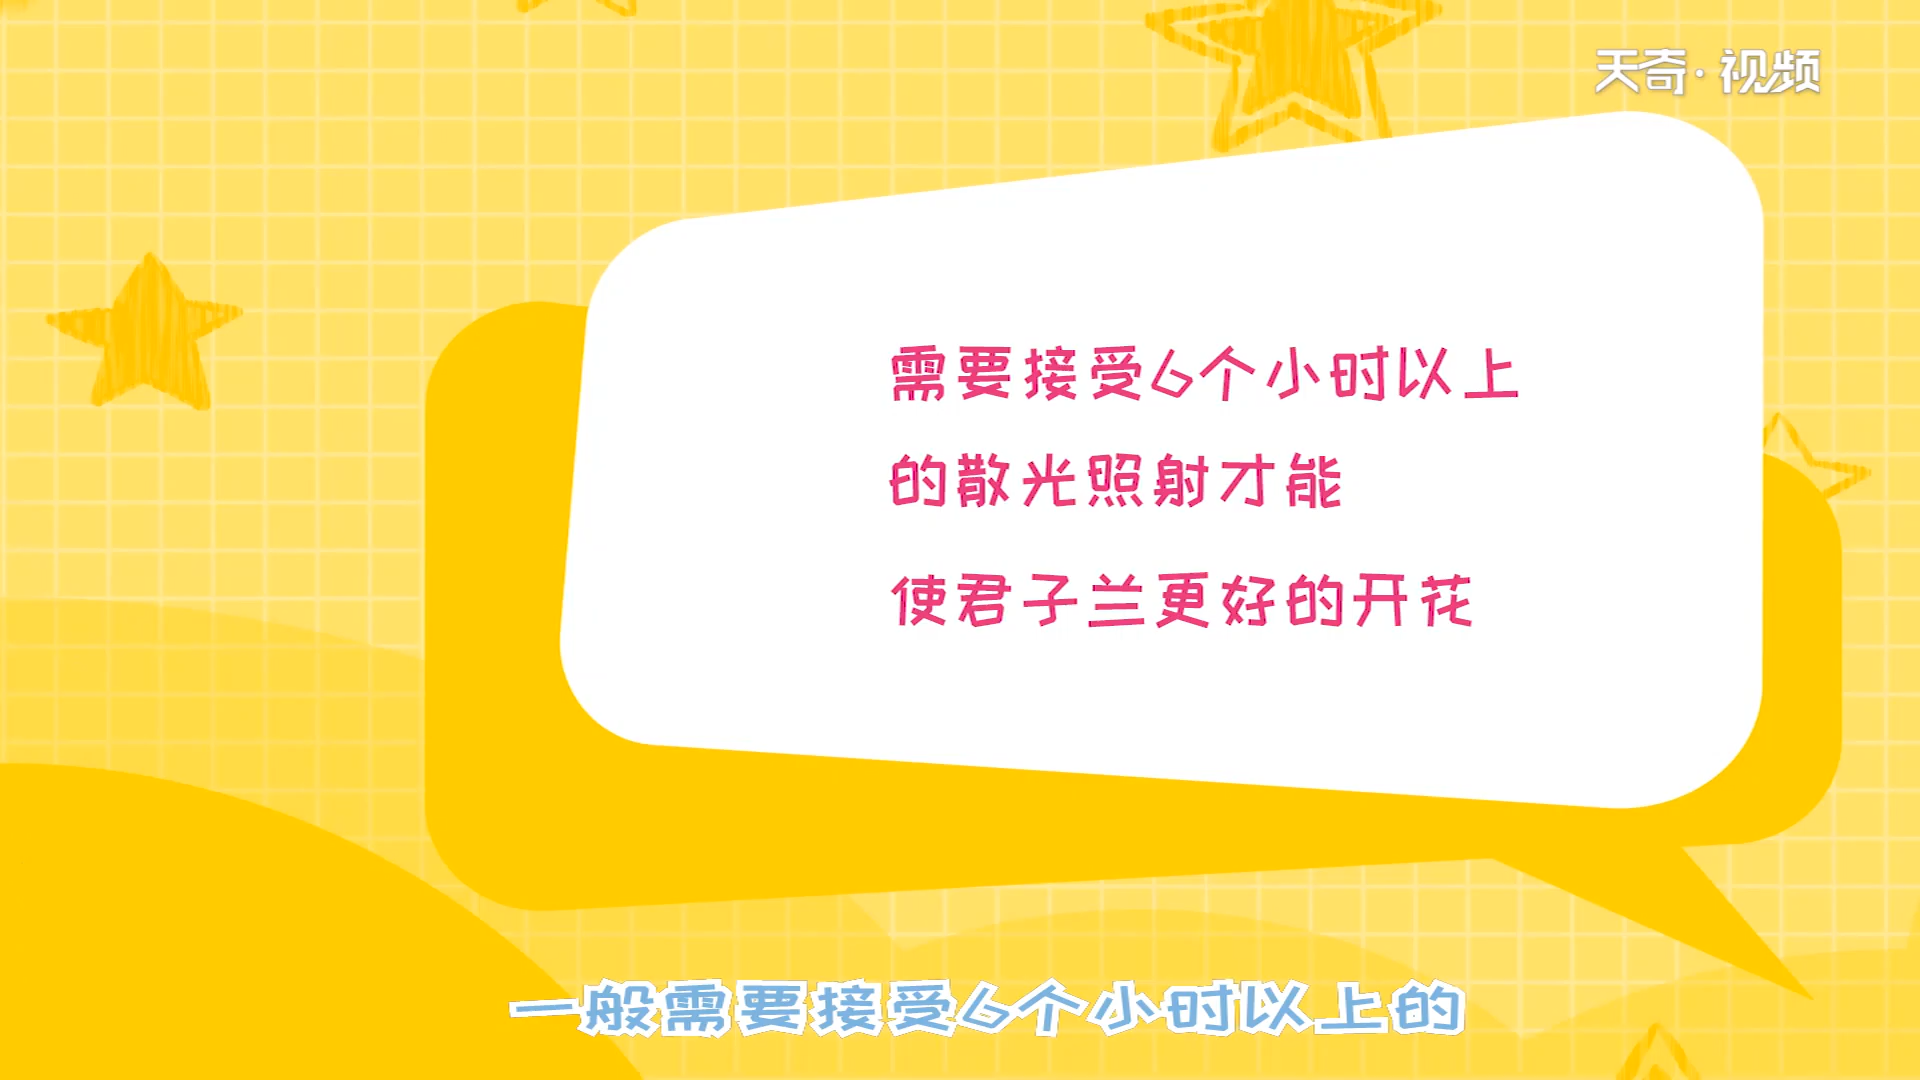 天奇·视频
需要接受6个小时以上
的散光照射才能
使君子兰更好的开花
一般需要接受6个小时以上的